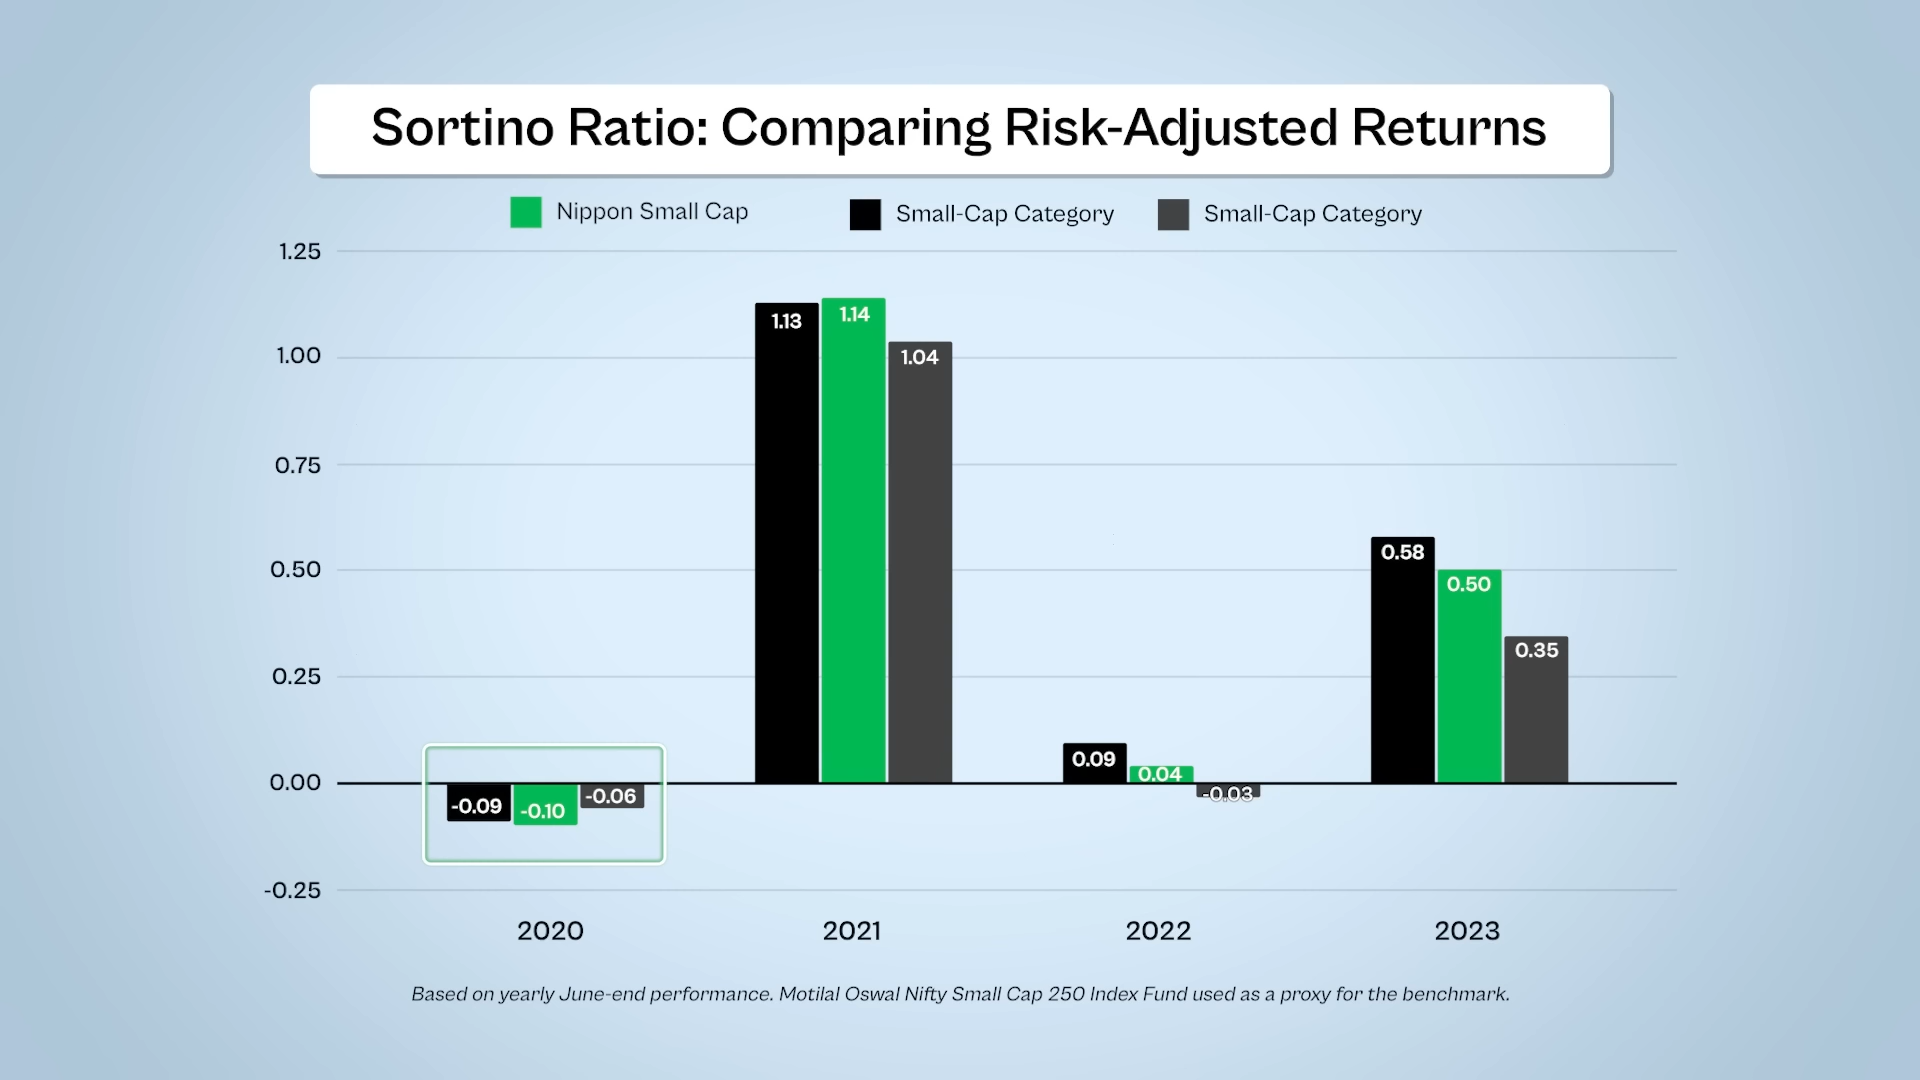 Sortino Ratio: Comparing Risk-Adjusted Returns
Nippon Small Cap Small-Cap Category Small-Cap Category
1.25
1.13 1.14
1.00 1.04
0.75
0.50 0.58 0.50
0.25 0.35
0.00 0.09 0.04
-0.09 -0.10 -0.06 -0.03
-0.25
2020 2021 2022 2023
Based on yearly June-end performance. Motilal Oswal Nifty Small Cap 250 Index Fund used as a proxy for the benchmark.